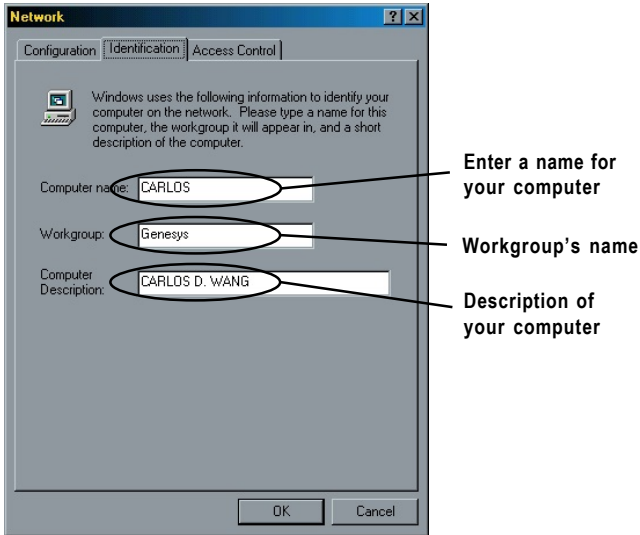 Network
Configuration Identification Access Control
Windows uses the following information to identify your
computer on the network. Please type a name for this
computer, the workgroup it will appear in, and a short
description of the computer.
Computer name: CARLOS
Workgroup: Genesys
Computer
Description: CARLOS D. WANG
OK Cancel
Enter a name for
your computer
Workgroup's name
Description of
your computer